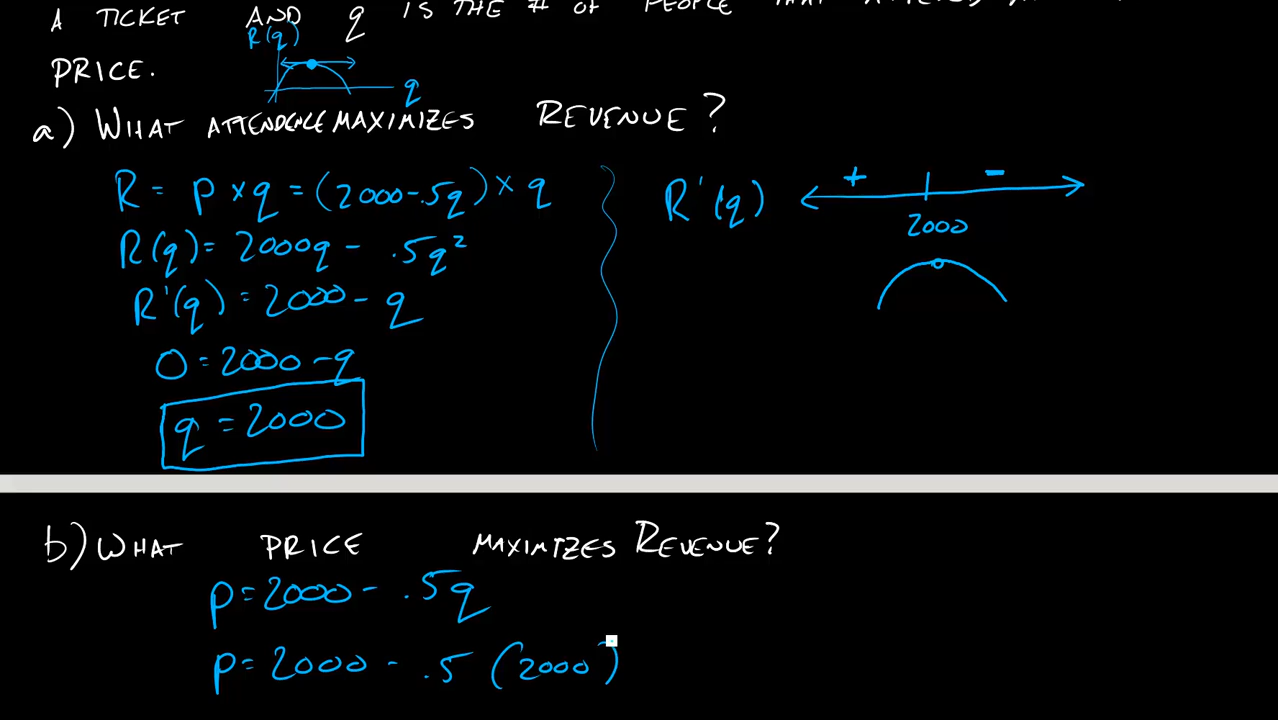 A TICKET AND q IS THE # OF PEOPLE THAT
PRICE.
R(q)
q
a) WHAT ATTENDENCE MAXIMIZES REVENUE?
R = p × q = (2000 - .5q) × q
R(q) = 2000q - .5q²
R'(q) = 2000 - q
0 = 2000 - q
q = 2000
R'(q)
+ -
2000
b) WHAT PRICE MAXIMIZES REVENUE?
p = 2000 - .5q
p = 2000 - .5 (2000)